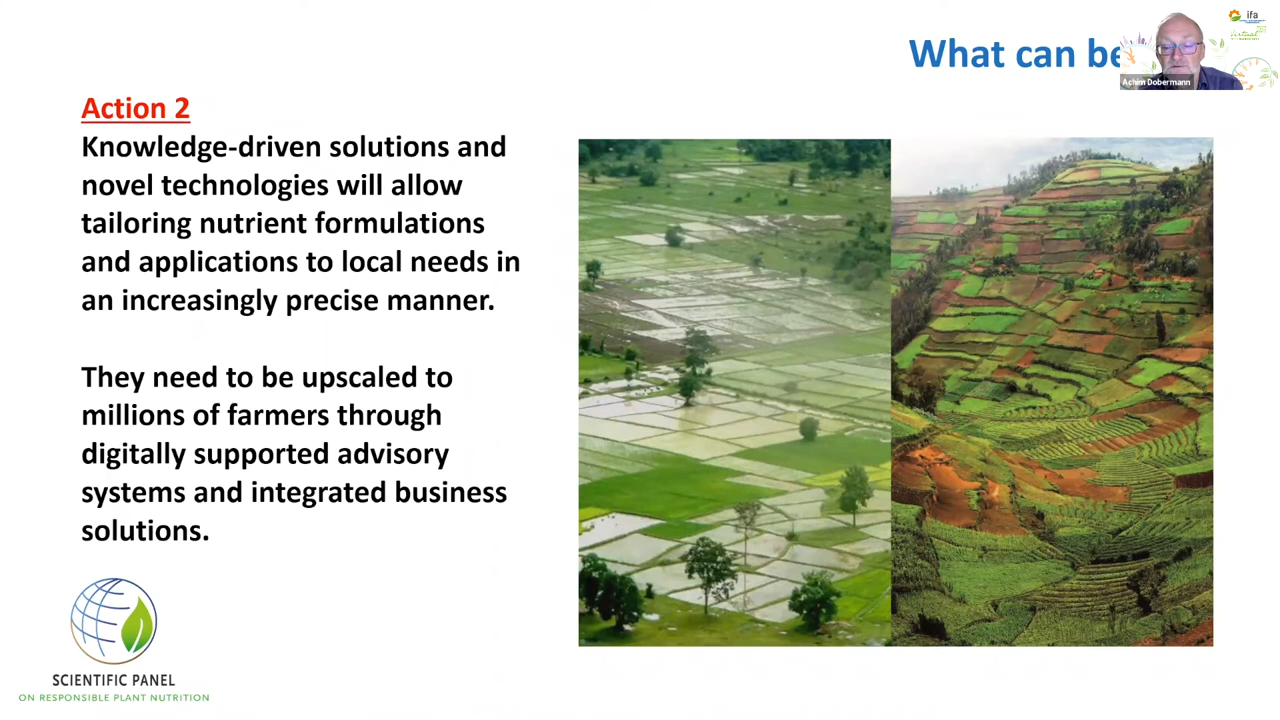 What can be
ifa
Virtual
Achim Dobermann
Action 2
Knowledge-driven solutions and
novel technologies will allow
tailoring nutrient formulations
and applications to local needs in
an increasingly precise manner.
They need to be upscaled to
millions of farmers through
digitally supported advisory
systems and integrated business
solutions.
SCIENTIFIC PANEL
ON RESPONSIBLE PLANT NUTRITION